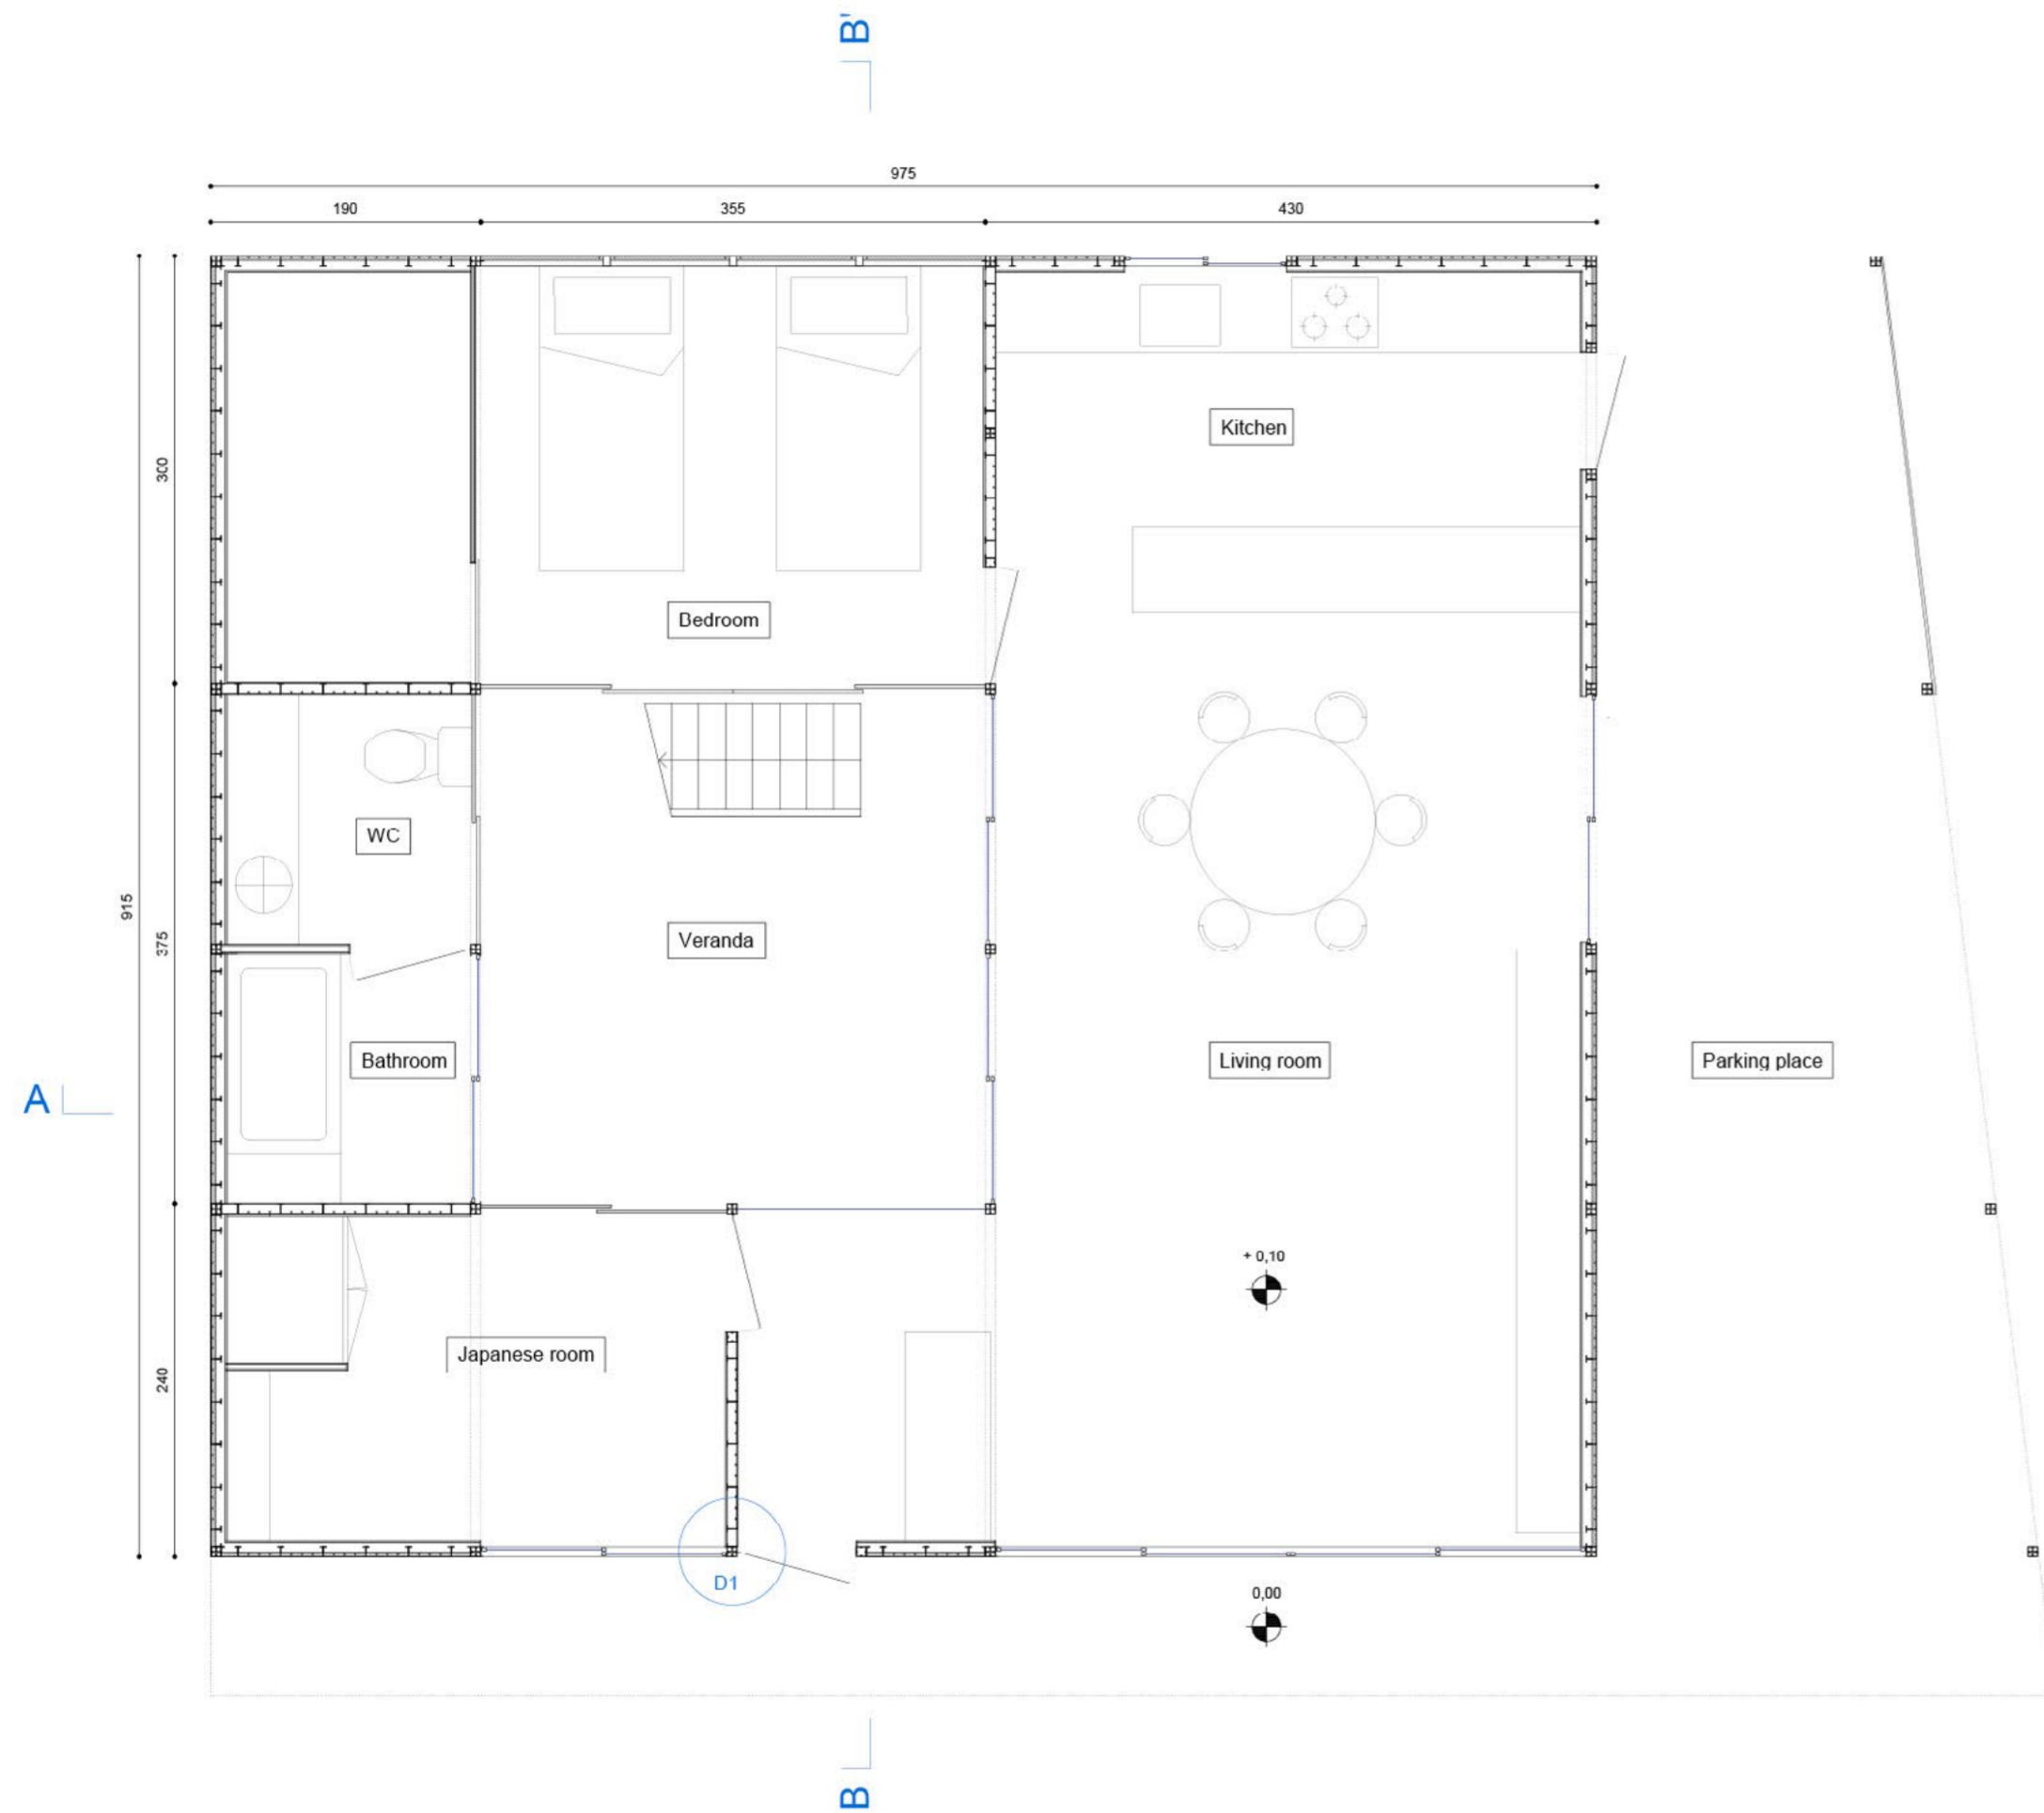 B'
975
190
355
430
Kitchen
300
Bedroom
WC
915
375
Veranda
Bathroom
Living room
Parking place
A
+ 0,10
Japanese room
240
D1
0,00
B